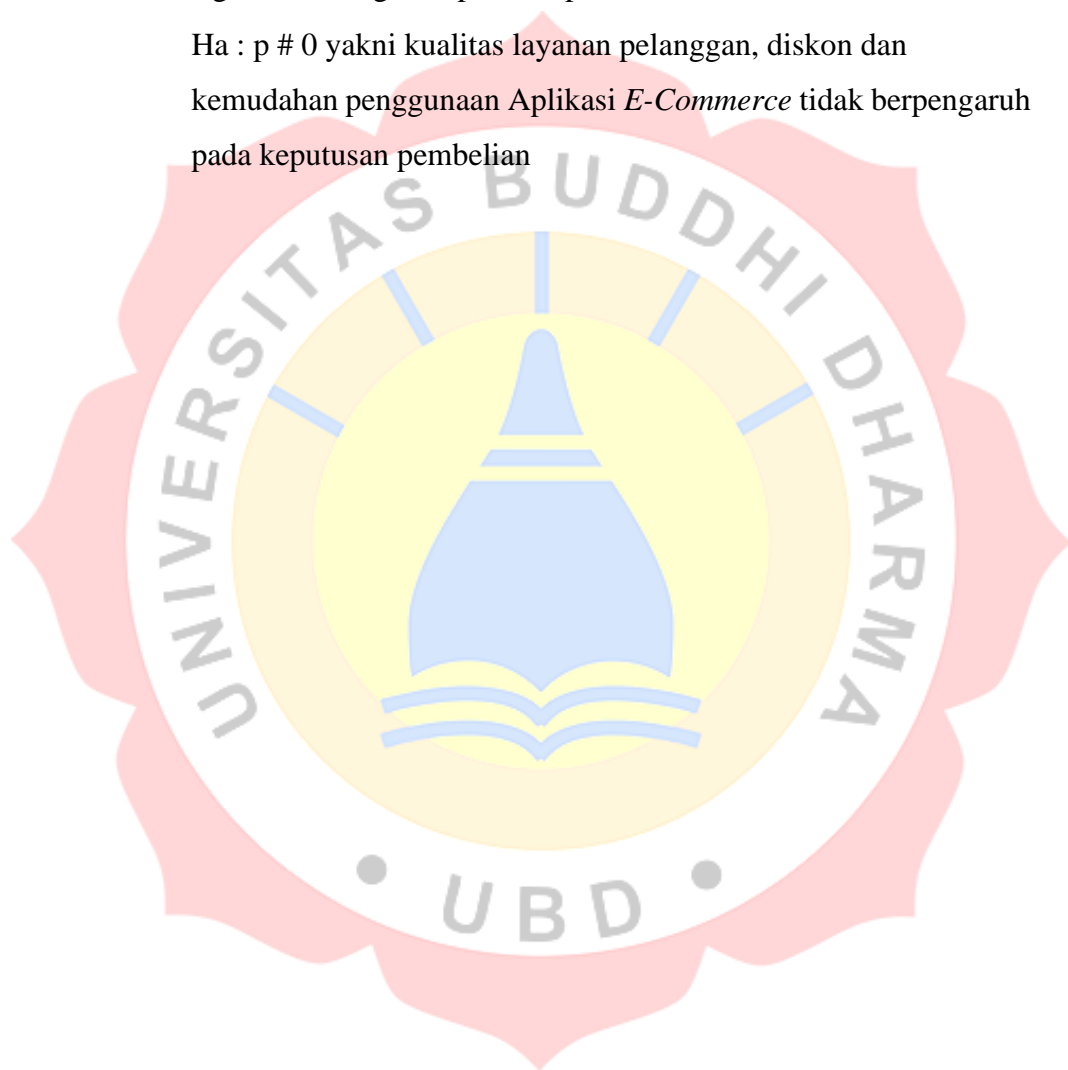 Ha : p # 0 yakni kualitas layanan pelanggan, diskon dan
kemudahan penggunaan Aplikasi E-Commerce tidak berpengaruh
pada keputusan pembelian
UNIVERSITAS BUDDHI DHARMA
• UBD •